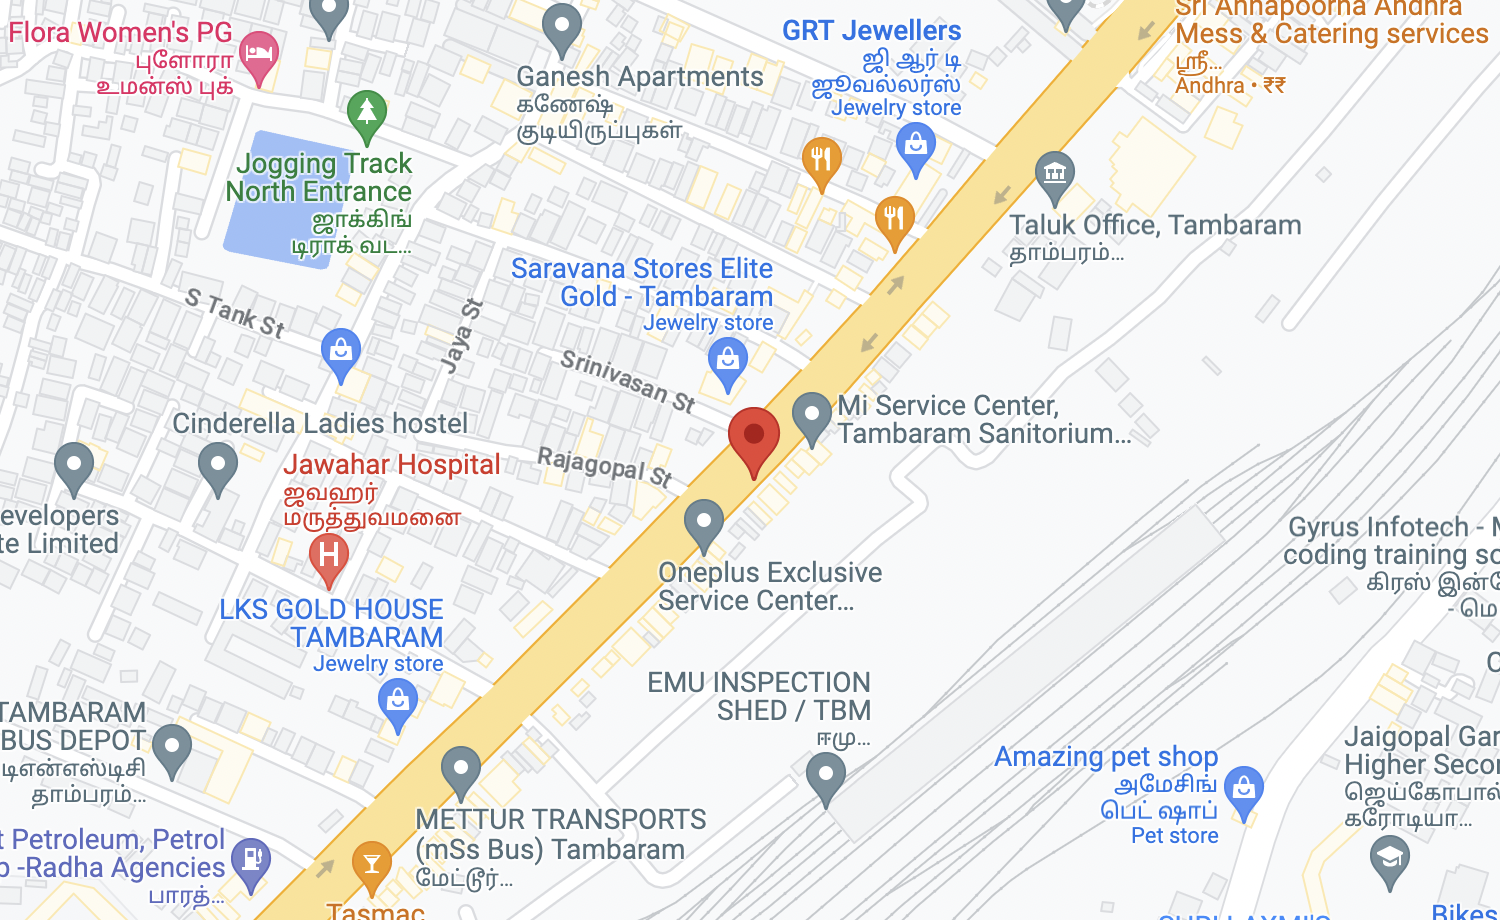 Flora Women's PG
புளோரா
உமன்ஸ் புக்
Ganesh Apartments
கணேஷ்
குடியிருப்புகள்
GRT Jewellers
ஜி ஆர் டி
ஜூவல்லர்ஸ்
Jewelry store
Sri Annapoorna Andhra
Mess & Catering services
ஸ்ரீ...
Andhra • ₹₹
Jogging Track
North Entrance
ஜாக்கிங்
டிராக் வட...
Taluk Office, Tambaram
தாம்பரம்...
Saravana Stores Elite
Gold - Tambaram
Jewelry store
S Tank St
Jaya St
Srinivasan St
Mi Service Center,
Tambaram Sanitorium...
Cinderella Ladies hostel
Rajagopal St
Jawahar Hospital
ஜவஹர்
மருத்துவமனை
evelopers
te Limited
Oneplus Exclusive
Service Center...
Gyrus Infotech - M
coding training sc
கிரஸ் இன்ஃ
- மெ
LKS GOLD HOUSE
TAMBARAM
Jewelry store
EMU INSPECTION
SHED / TBM
ஈமு...
TAMBARAM
BUS DEPOT
டிஎன்எஸ்டிசி
தாம்பரம்...
Amazing pet shop
அமேசிங்
பெட் ஷாப்
Pet store
Jaigopal Gar
Higher Secon
ஜெய்கோபால்
கரோடியா...
METTUR TRANSPORTS
(mSs Bus) Tambaram
மேட்டூர்...
t Petroleum, Petrol
-Radha Agencies
பாரத்...
Tasmac
Bikes